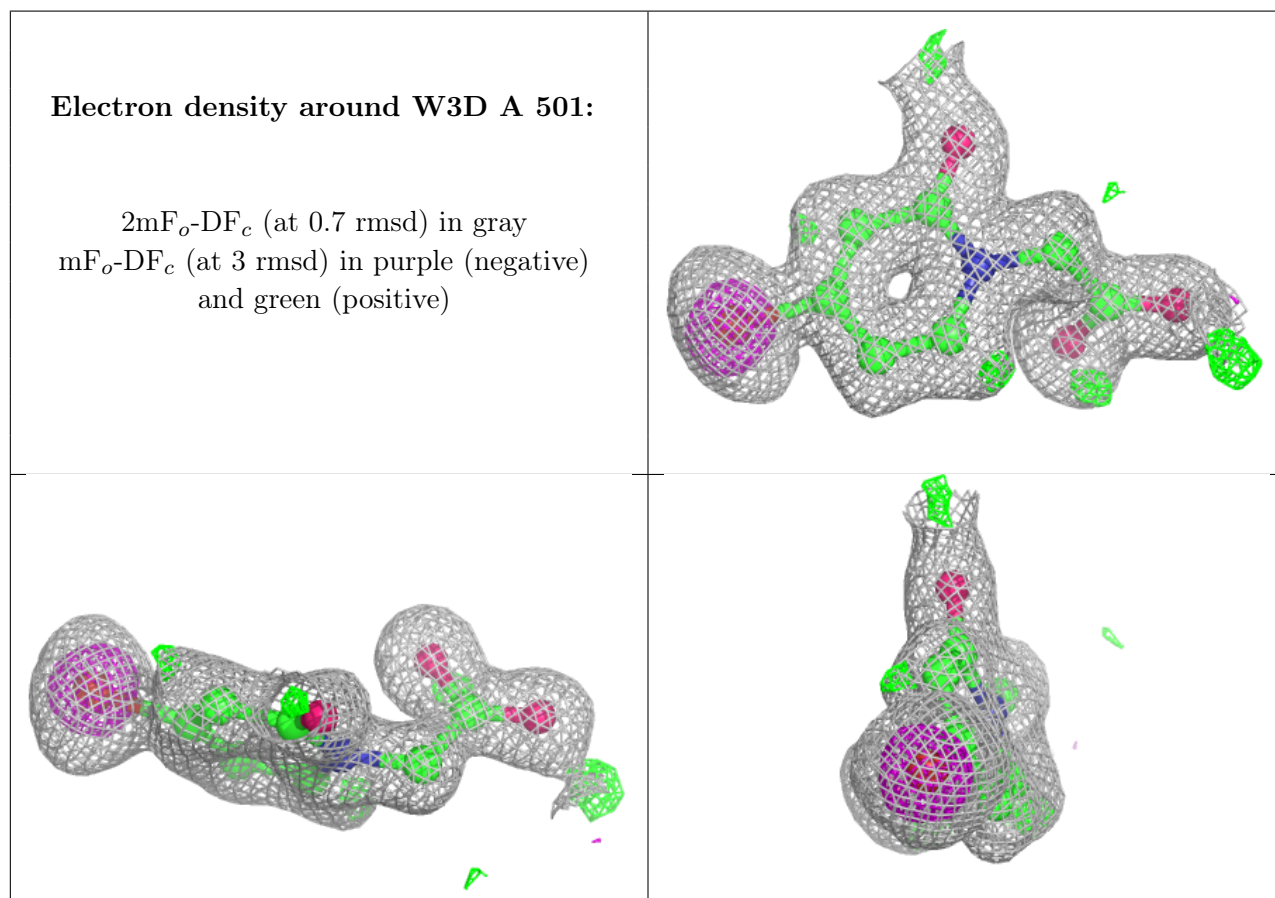 Electron density around W3D A 501:
2mFo-DFc (at 0.7 rmsd) in gray
mFo-DFc (at 3 rmsd) in purple (negative)
and green (positive)